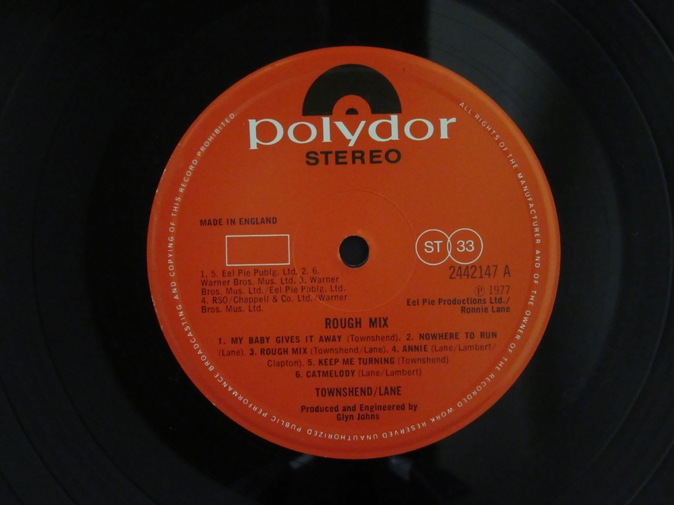 polydor
STEREO
MADE IN ENGLAND
ST 33
2442147 A
1, 5. Eel Pie Publg. Ltd, 2. 6.
Warner Bros. Mus. Ltd, 3. Warner
Bros. Mus. Ltd./Eel Pie Publg. Ltd.
4. RSO/Chappell & Co. Ltd./Warner
Bros. Mus. Ltd.
℗ 1977
Eel Pie Productions Ltd./
Ronnie Lane
ROUGH MIX
1. MY BABY GIVES IT AWAY (Townshend), 2. NOWHERE TO RUN
(Lane), 3. ROUGH MIX (Townshend/Lane), 4. ANNIE (Lane/Lambert/
Clapton), 5. KEEP ME TURNING (Townshend)
6. CATMELODY (Lane/Lambert)
TOWNSHEND/LANE
Produced and Engineered by
Glyn Johns
ALL RIGHTS OF THE MANUFACTURER AND OF THE OWNER OF THE RECORDED WORK RESERVED UNAUTHORIZED PUBLIC PERFORMANCE BROADCASTING AND COPYING OF THIS RECORD PROHIBITED.